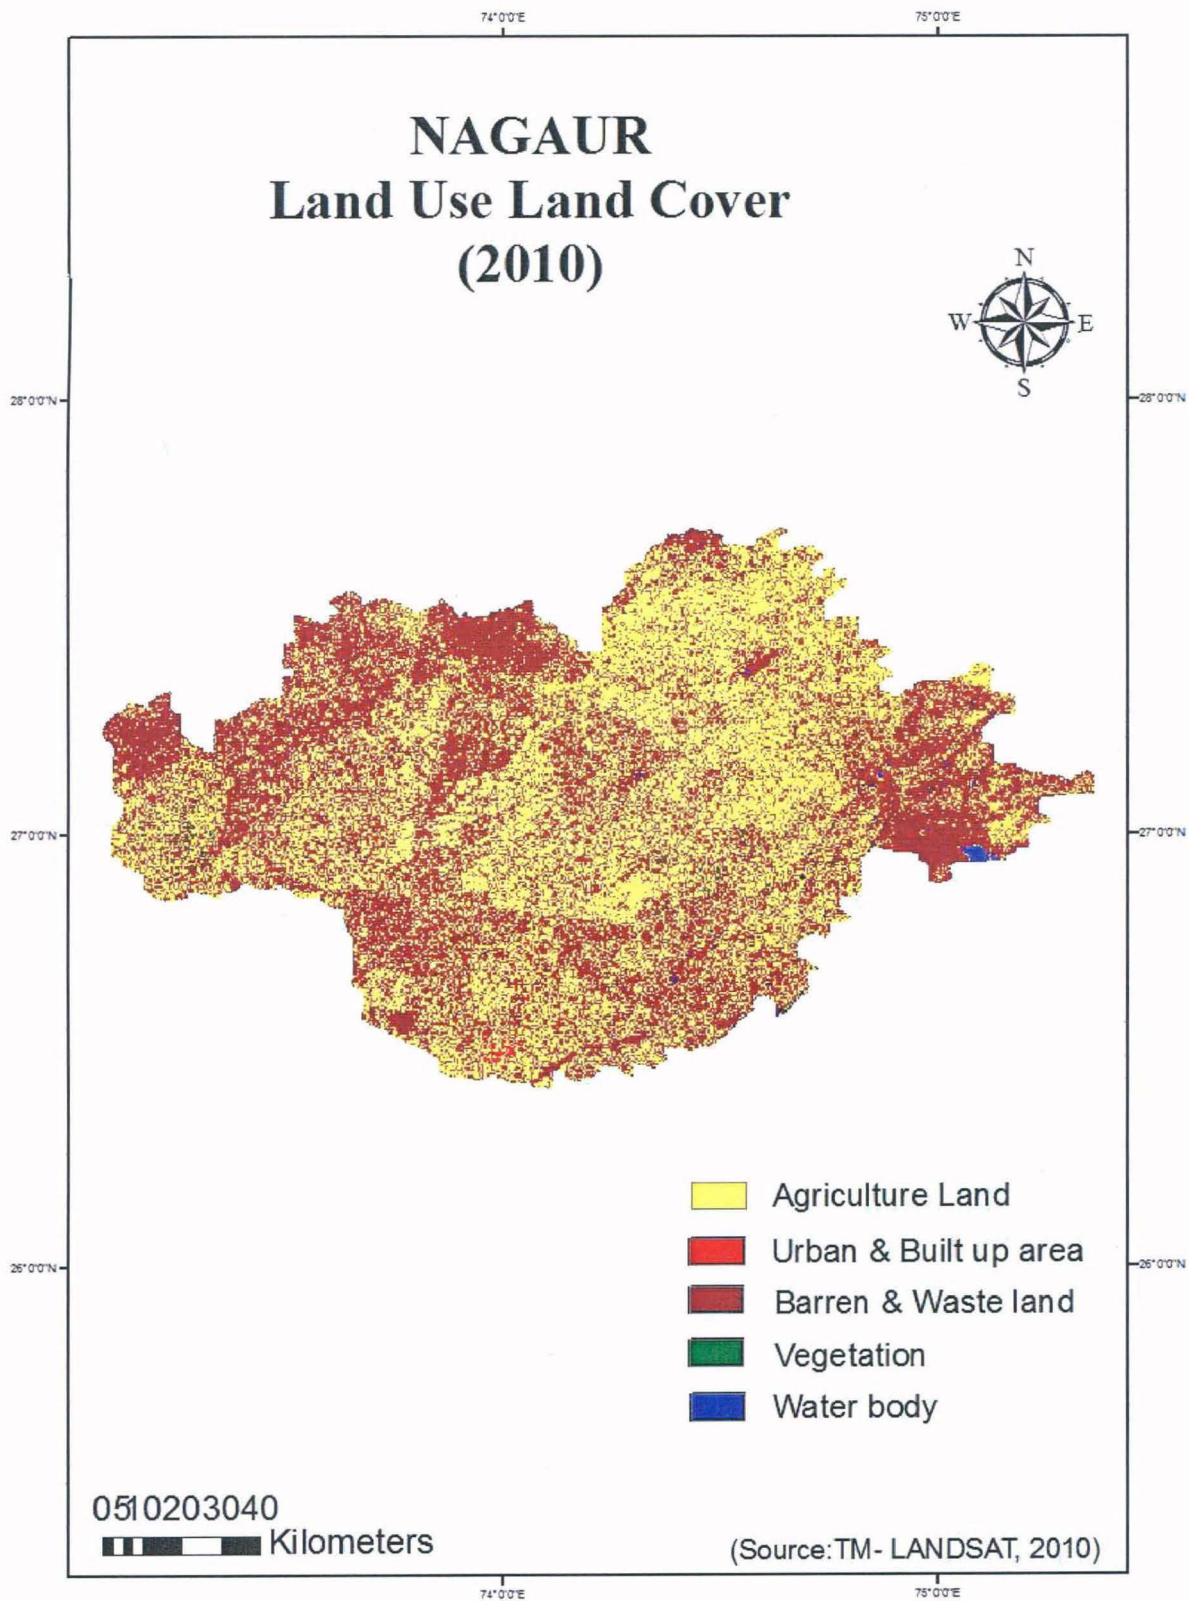 74°0'0"E
75°0'0"E
NAGAUR
Land Use Land Cover
(2010)
N
W
E
S
28°0'0"N
28°0'0"N
27°0'0"N
27°0'0"N
Agriculture Land
Urban & Built up area
26°0'0"N
26°0'0"N
Barren & Waste land
Vegetation
Water body
0510203040
Kilometers
(Source:TM- LANDSAT, 2010)
74°0'0"E
75°0'0"E